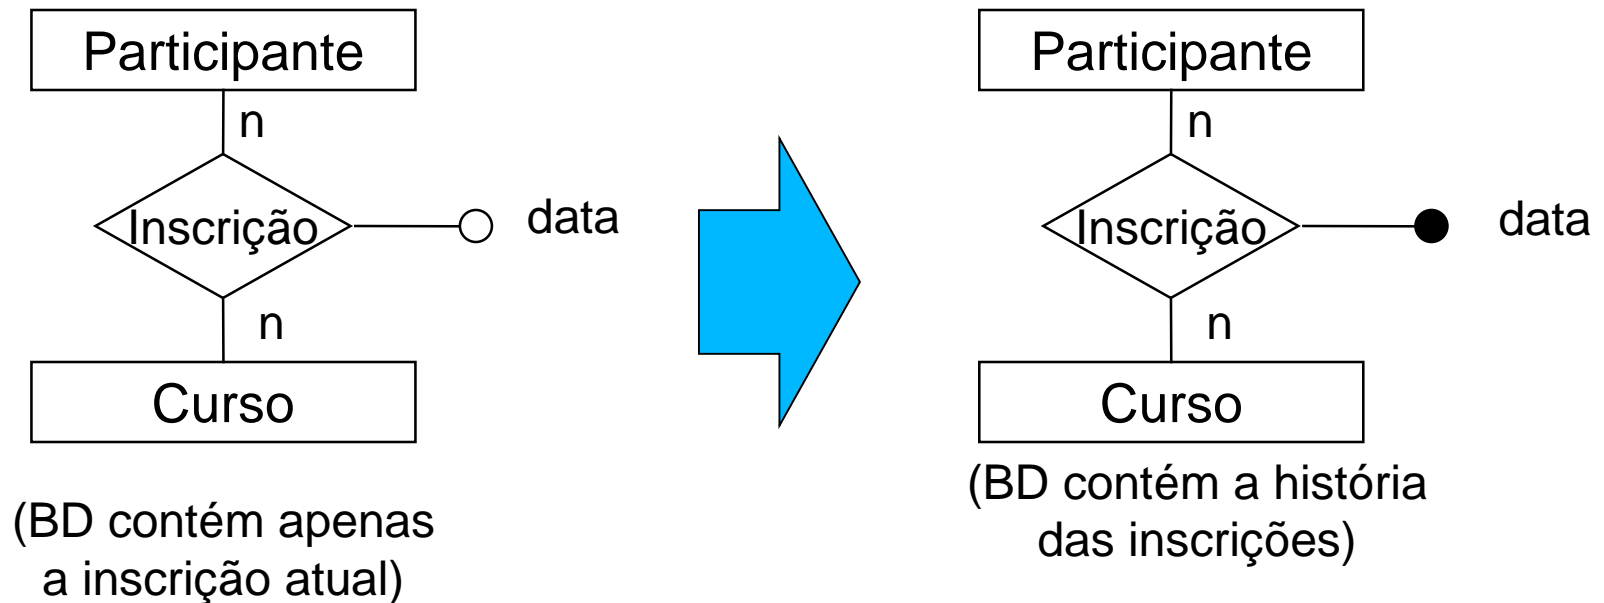 Participante
n
Inscrição
data
n
Curso
(BD contém apenas
a inscrição atual)
Participante
n
Inscrição
data
n
Curso
(BD contém a história
das inscrições)